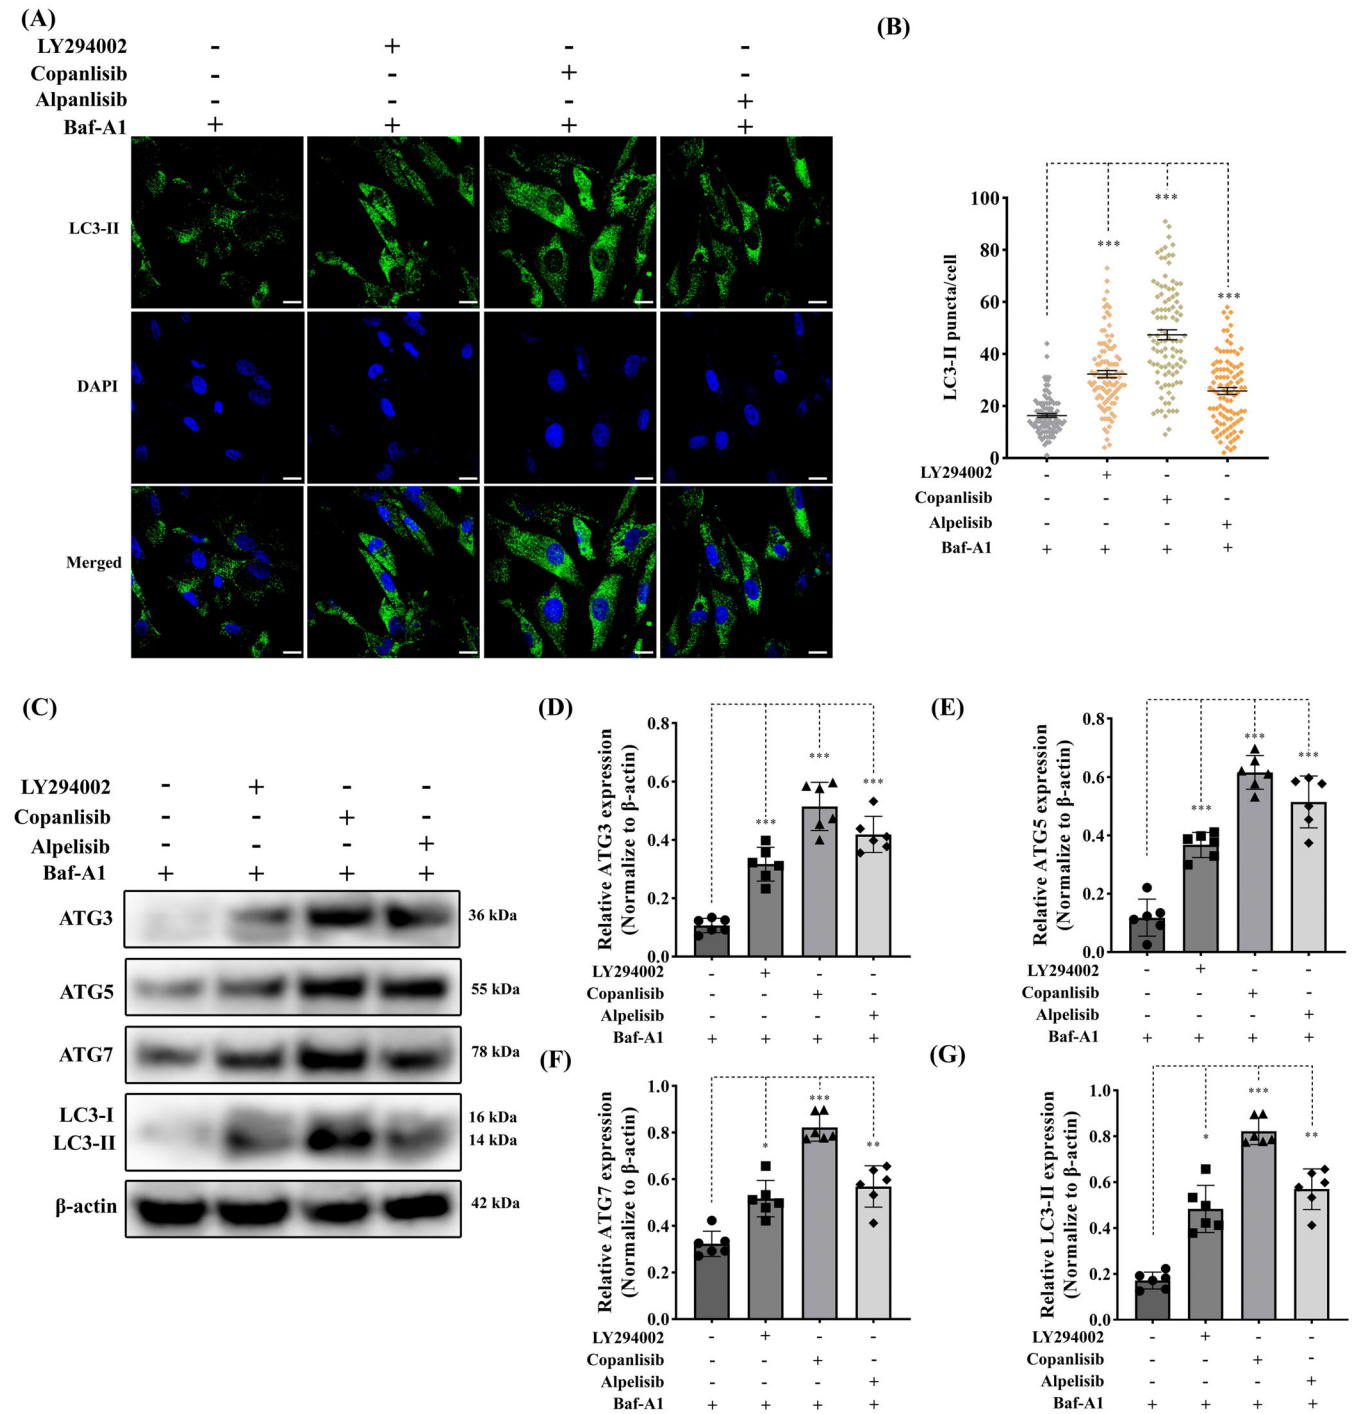 (A)
LY294002 - + - -
Copanlisib - - + -
Alpanlisib - - - +
Baf-A1 + + + +
LC3-II
DAPI
Merged
(B)
*** *** ***
LC3-II puncta/cell
100
80
60
40
20
0
LY294002 - + - -
Copanlisib - - + -
Alpelisib - - - +
Baf-A1 + + + +
(C)
LY294002 - + - -
Copanlisib - - + -
Alpelisib - - - +
Baf-A1 + + + +
ATG3 36 kDa
ATG5 55 kDa
ATG7 78 kDa
LC3-I 16 kDa
LC3-II 14 kDa
β-actin 42 kDa
(D)
*** *** ***
Relative ATG3 expression
(Normalize to β-actin)
0.8
0.6
0.4
0.2
0.0
LY294002 - + - -
Copanlisib - - + -
Alpelisib - - - +
Baf-A1 + + + +
(E)
*** *** ***
Relative ATG5 expression
(Normalize to β-actin)
0.8
0.6
0.4
0.2
0.0
LY294002 - + - -
Copanlisib - - + -
Alpelisib - - - +
Baf-A1 + + + +
(F)
* *** **
Relative ATG7 expression
(Normalize to β-actin)
1.0
0.8
0.6
0.4
0.2
0.0
LY294002 - + - -
Copanlisib - - + -
Alpelisib - - - +
Baf-A1 + + + +
(G)
* *** **
Relative LC3-II expression
(Normalize to β-actin)
1.0
0.8
0.6
0.4
0.2
0.0
LY294002 - + - -
Copanlisib - - + -
Alpelisib - - - +
Baf-A1 + + + +